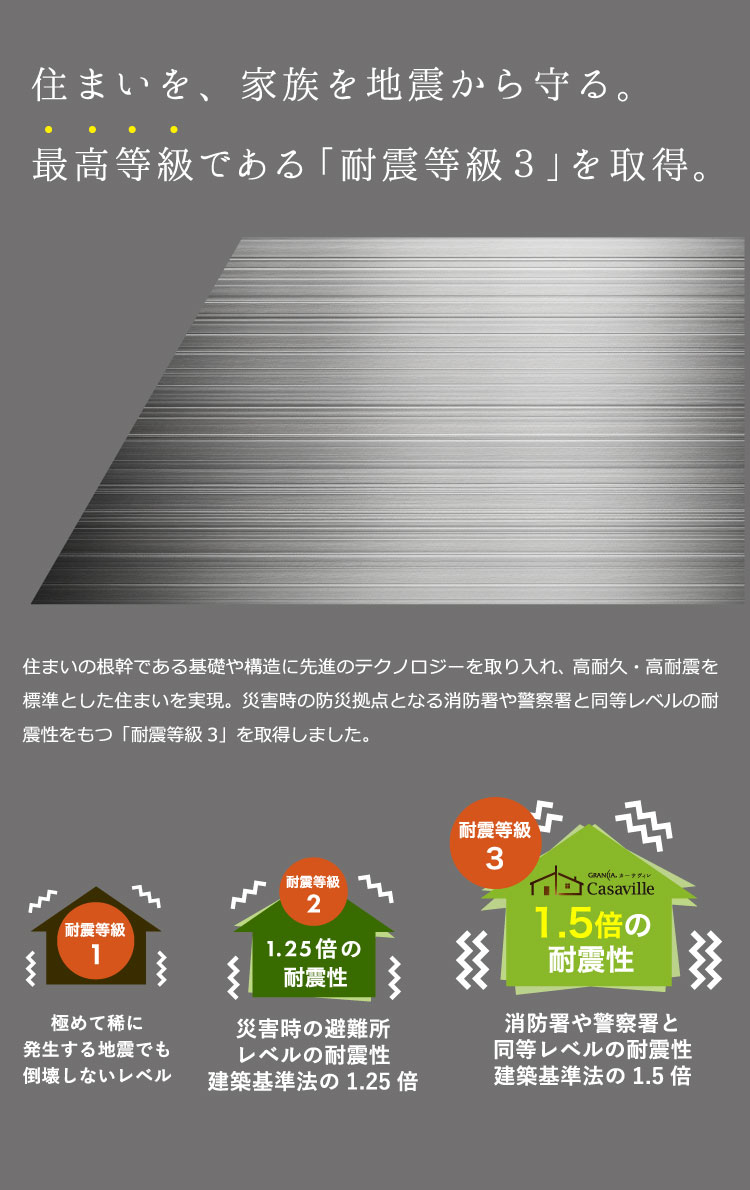 住まいを、家族を地震から守る。
最高等級である「耐震等級３」を取得。
住まいの根幹である基礎や構造に先進のテクノロジーを取り入れ、高耐久・高耐震を
標準とした住まいを実現。災害時の防災拠点となる消防署や警察署と同等レベルの耐
震性をもつ「耐震等級3」を取得しました。
耐震等級
1
極めて稀に
発生する地震でも
倒壊しないレベル
耐震等級
2
1.25倍の
耐震性
災害時の避難所
レベルの耐震性
建築基準法の1.25倍
耐震等級
3
Casaville
1.5倍の
耐震性
消防署や警察署と
同等レベルの耐震性
建築基準法の1.5倍